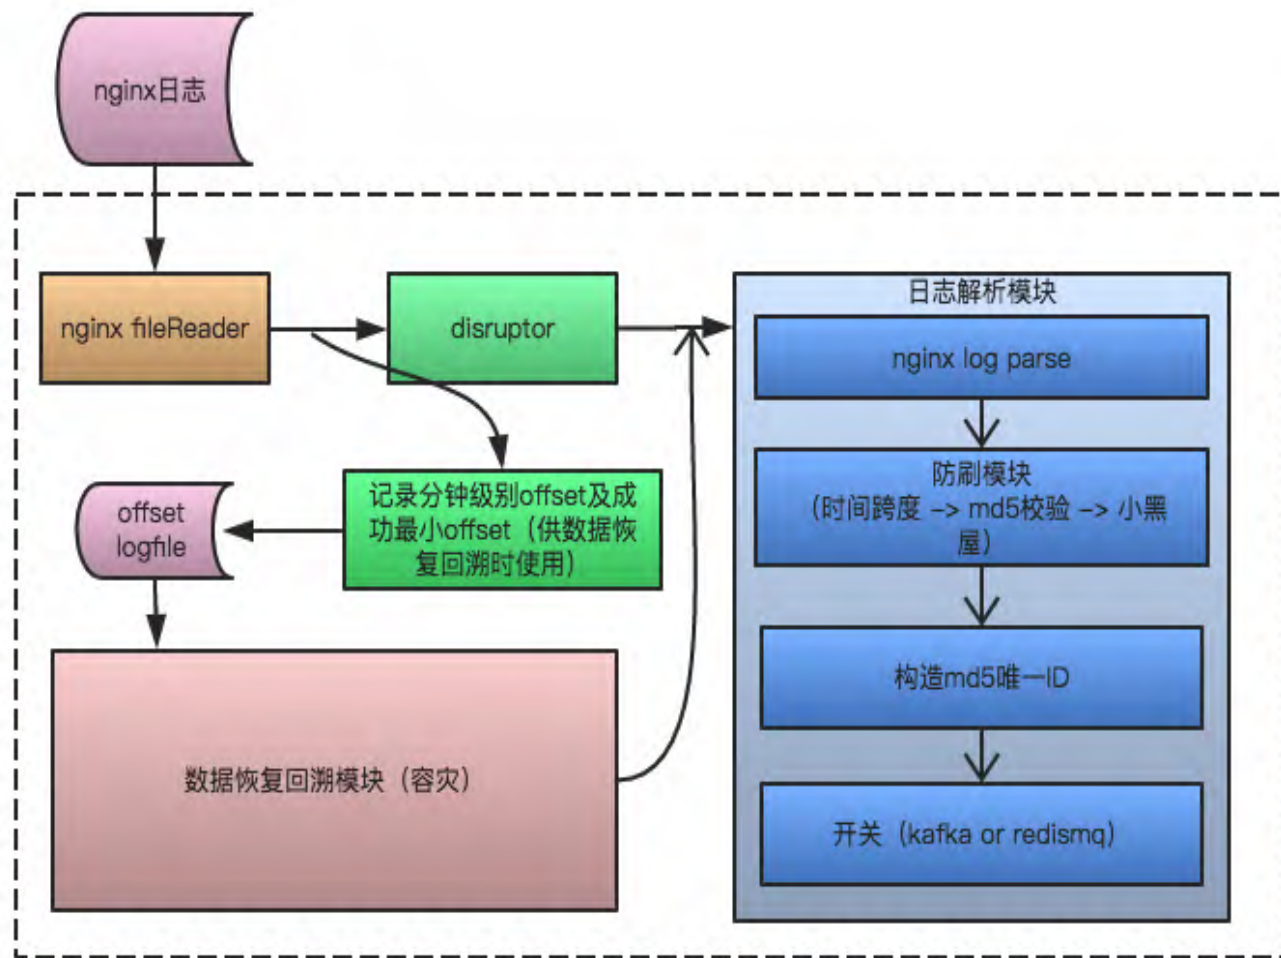 nginx日志
nginx fileReader
disruptor
日志解析模块
nginx log parse
防刷模块
（时间跨度 –> md5校验 –> 小黑
屋）
记录分钟级别offset及成
功最小offset（供数据恢
复回溯时使用）
offset
logfile
构造md5唯一ID
数据恢复回溯模块（容灾）
开关（kafka or redismq）